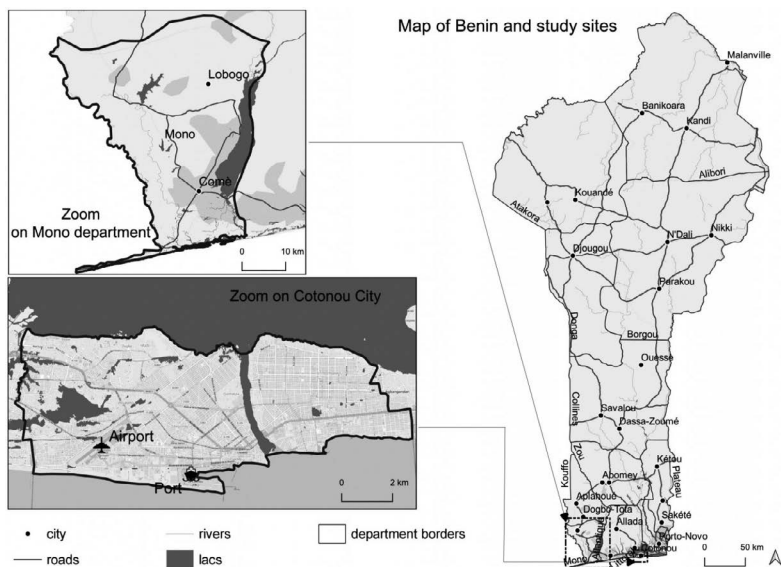 Map of Benin and study sites
Lobogo
Mono
Comè
Zoom
on Mono department
10 km
Zoom on Cotonou City
Airport
Port
2 km
city
roads
rivers
lacs
department borders
Malanville
Banikoara
Kandi
Alibori
Kouandé
Atakora
Nikki
N'Dali
Djougou
Parakou
Donga
Borgou
Ouessè
Collines
Savalou
Dassa-Zoumé
Zou
Kétou
Kouffo
Abomey
Plateau
Aplahoué
Dogbo-Tota
Allada
Sakété
Porto-Novo
Mono
Cotonou
0
50 km